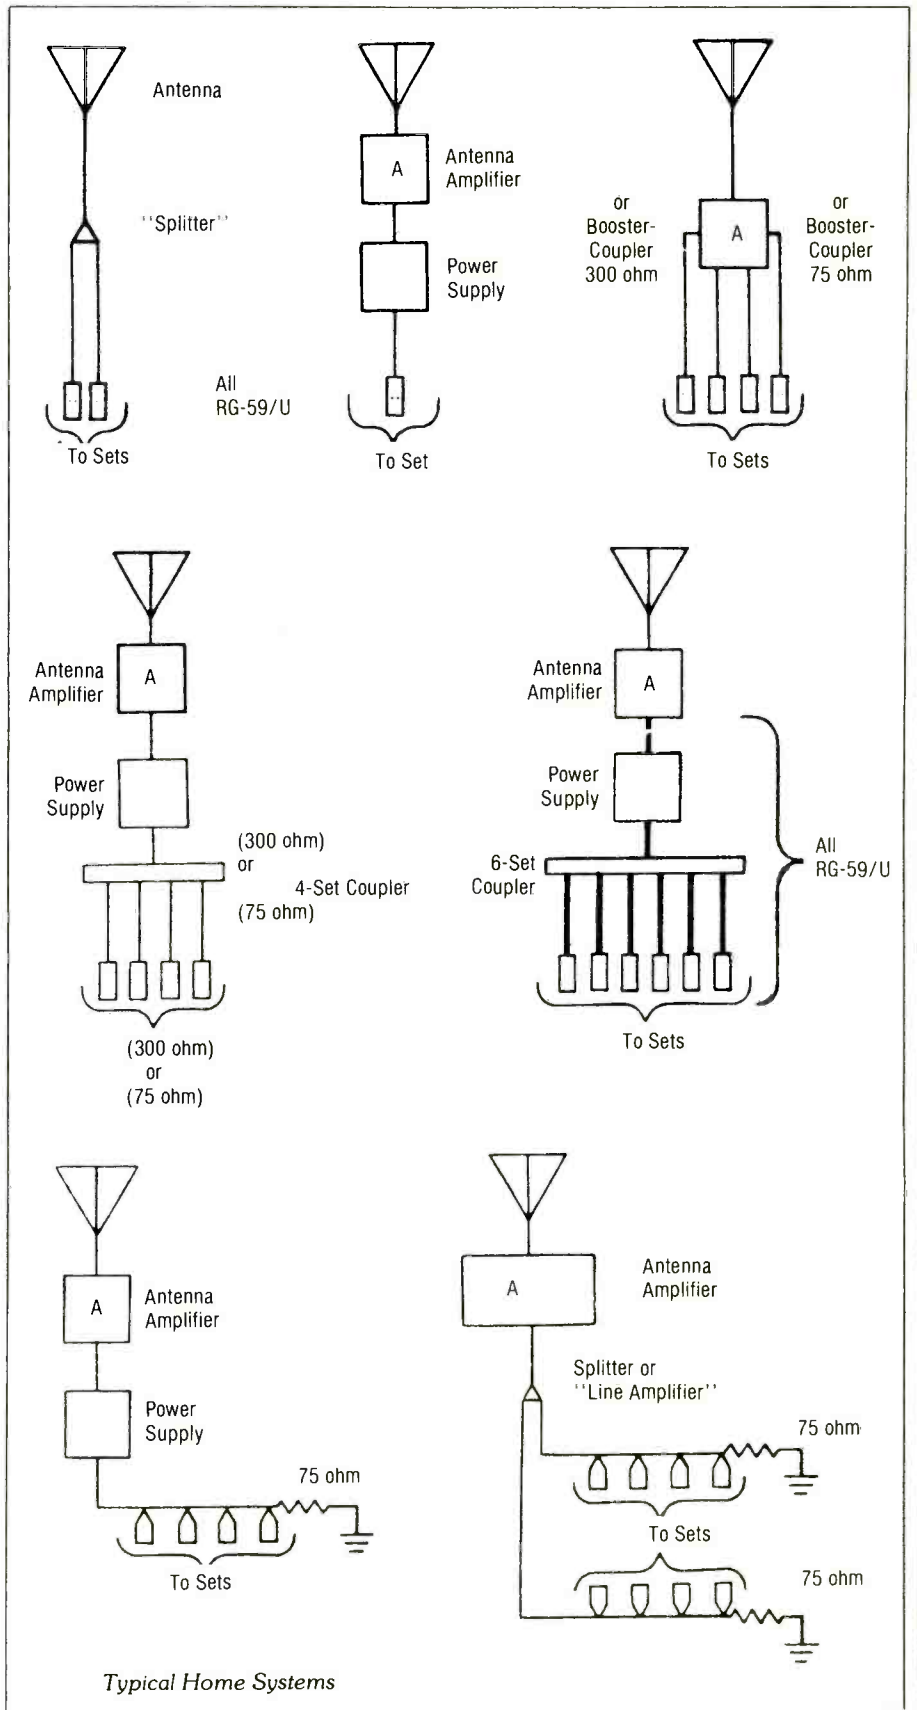 Antenna
"Splitter"
All
RG-59/U
To Sets
A
Antenna
Amplifier
Power
Supply
To Set
or
Booster-
Coupler
300 ohm
A
or
Booster-
Coupler
75 ohm
To Sets
Antenna
Amplifier
A
Power
Supply
(300 ohm)
or
4-Set Coupler
(75 ohm)
(300 ohm)
or
(75 ohm)
Antenna
Amplifier
A
Power
Supply
6-Set
Coupler
All
RG-59/U
To Sets
A
Antenna
Amplifier
Power
Supply
75 ohm
To Sets
A
Antenna
Amplifier
Splitter or
"Line Amplifier"
75 ohm
To Sets
75 ohm
Typical Home Systems